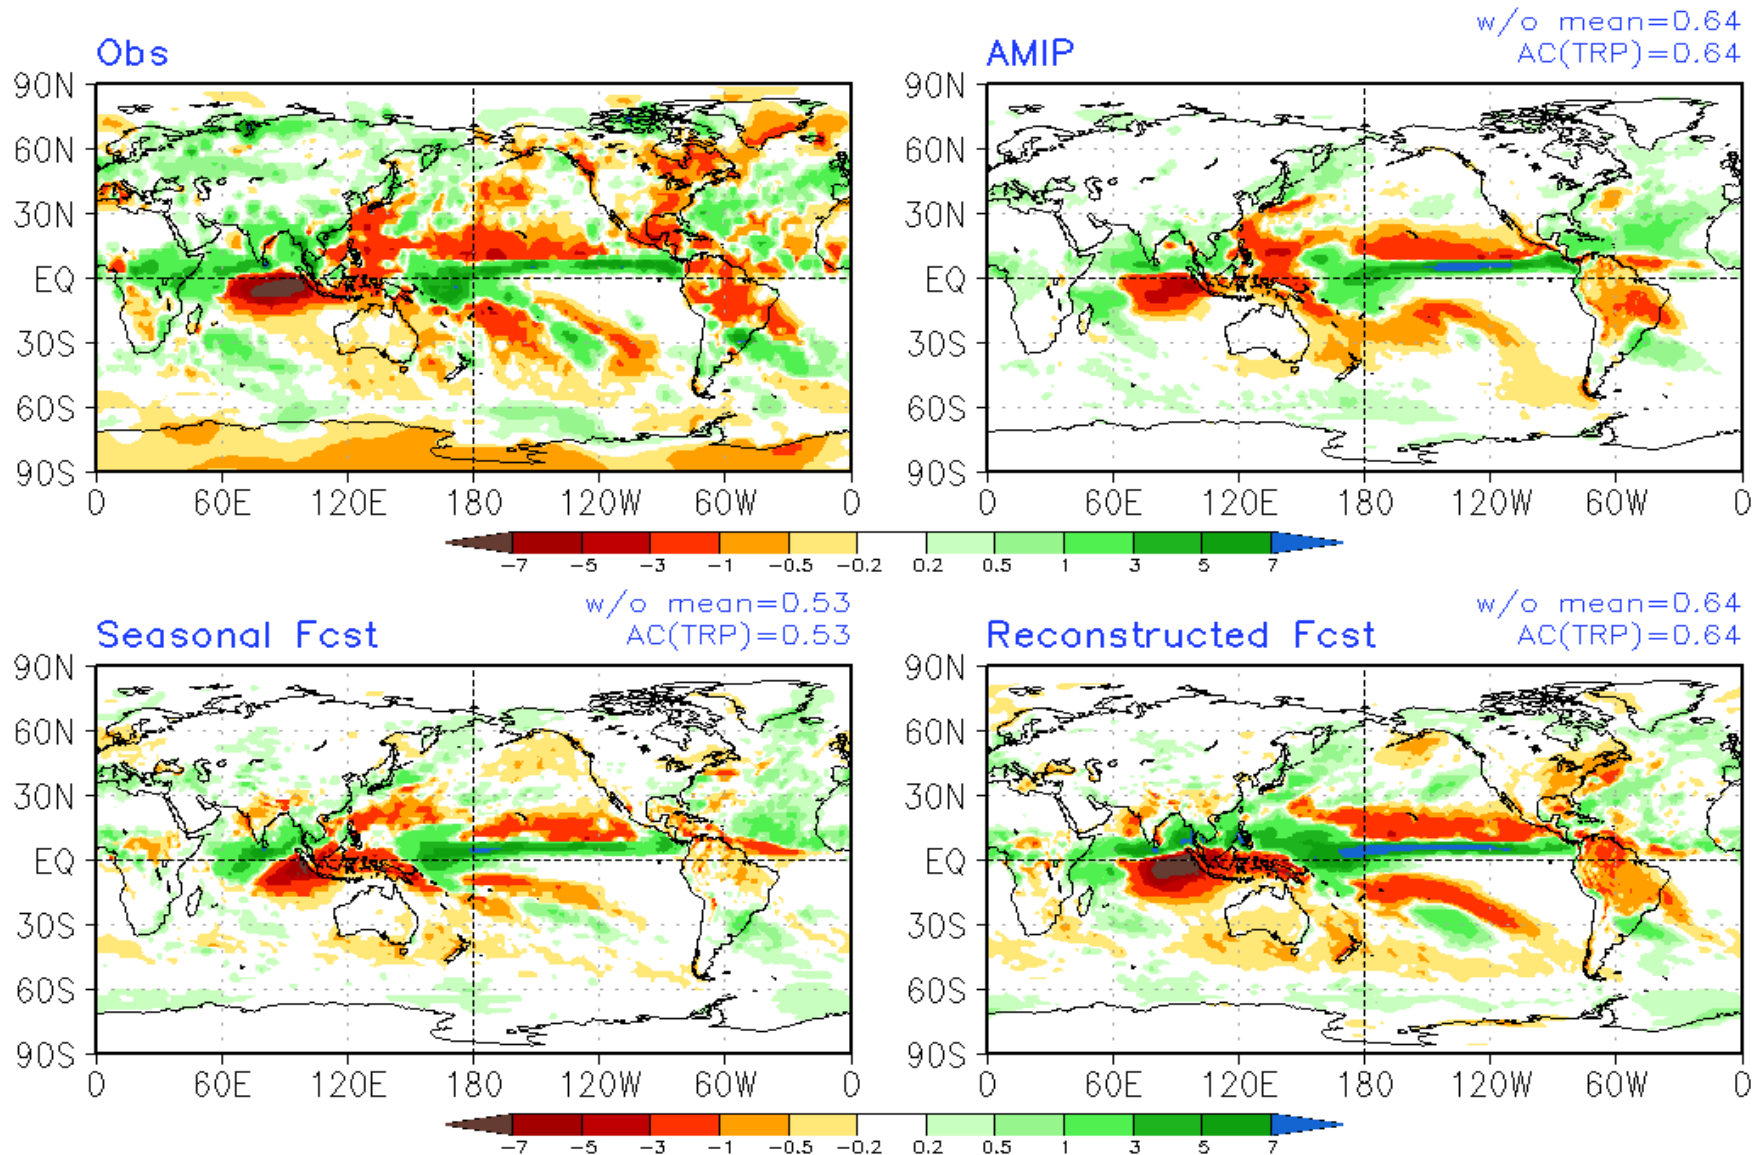 w/o mean=0.64
Obs
AMIP
AC(TRP)=0.64
90N
60N
30N
EQ
30S
60S
90S
0 60E 120E 180 120W 60W 0
90N
60N
30N
EQ
30S
60S
90S
0 60E 120E 180 120W 60W 0
-7 -5 -3 -1 -0.5 -0.2 0.2 0.5 1 3 5 7
w/o mean=0.53
Seasonal Fcst
AC(TRP)=0.53
w/o mean=0.64
Reconstructed Fcst
AC(TRP)=0.64
90N
60N
30N
EQ
30S
60S
90S
0 60E 120E 180 120W 60W 0
90N
60N
30N
EQ
30S
60S
90S
0 60E 120E 180 120W 60W 0
-7 -5 -3 -1 -0.5 -0.2 0.2 0.5 1 3 5 7